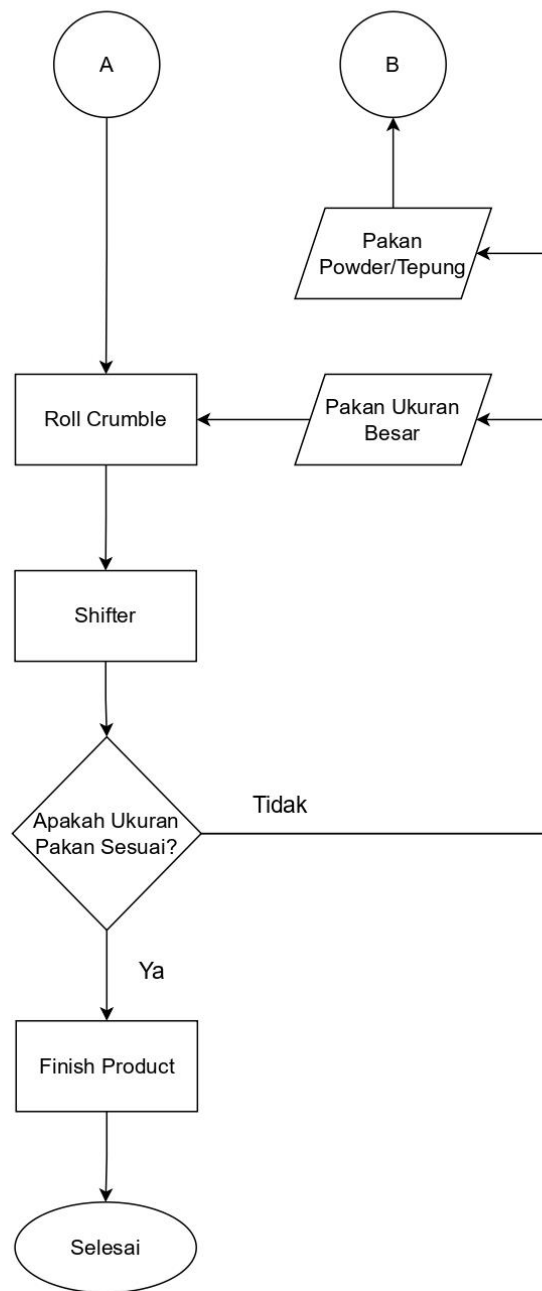 A
B
Pakan
Powder/Tepung
Roll Crumble
Pakan Ukuran
Besar
Shifter
Apakah Ukuran
Pakan Sesuai?
Tidak
Ya
Finish Product
Selesai